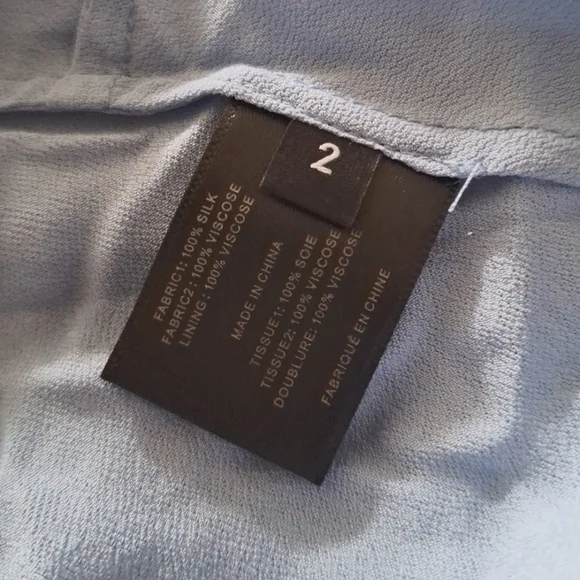 2
FABRIC1: 100% SILK
FABRIC2: 100% VISCOSE
LINING: 100% VISCOSE
MADE IN CHINA
TISSUE1: 100% SOIE
TISSUE2: 100% VISCOSE
DOUBLURE: 100% VISCOSE
FABRIQUÉ EN CHINE